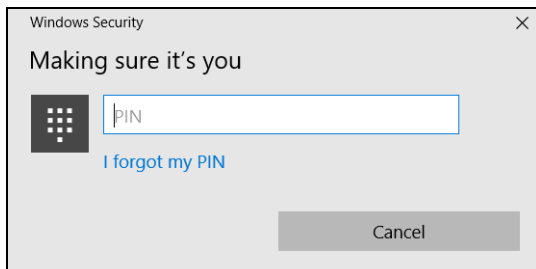 Windows Security
Making sure it’s you
PIN
I forgot my PIN
Cancel